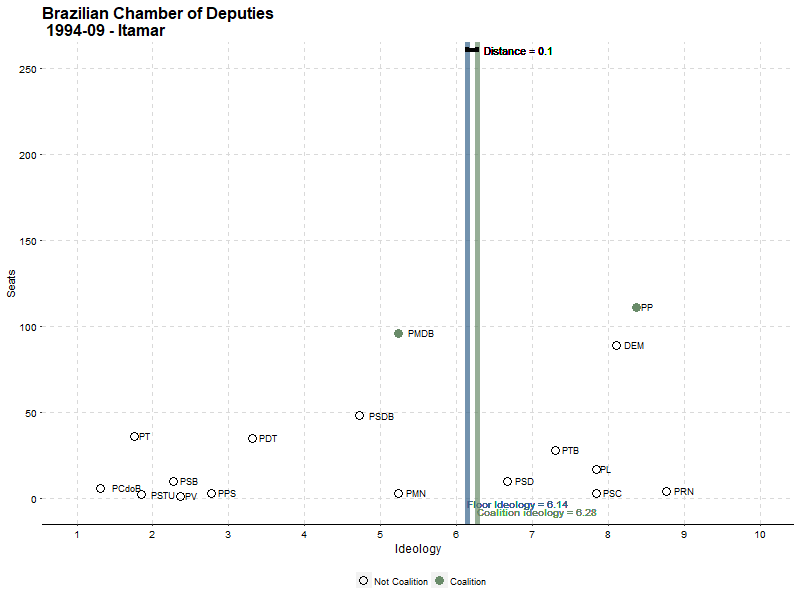 Brazilian Chamber of Deputies
1994-09 - Itamar
Distance = 0.1
250
200
150
100
50
0
Seats
PP
PMDB
DEM
PSDB
PT
PDT
PTB
PL
PSB
PSD
PCdoB
PSTU
PV
PPS
PMN
PSC
PRN
Floor Ideology = 6.14
Coalition ideology = 6.28
1 2 3 4 5 6 7 8 9 10
Ideology
Not Coalition Coalition